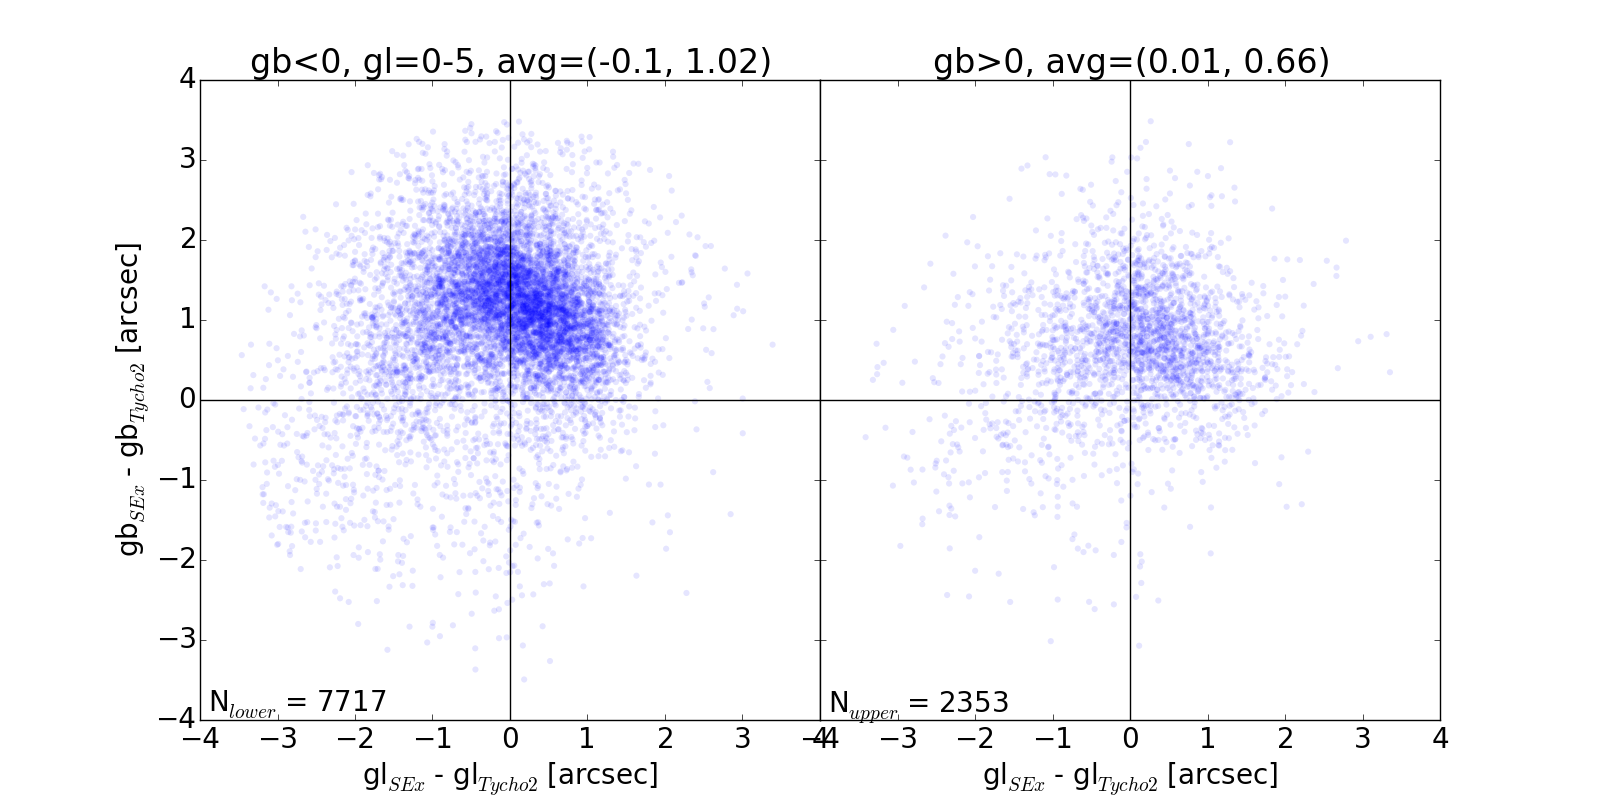 gb<0, gl=0-5, avg=(-0.1, 1.02)
gb>0, avg=(0.01, 0.66)
4
3
2
1
0
−1
−2
−3
−4
gb_SEx - gb_Tycho2 [arcsec]
N_lower = 7717
N_upper = 2353
−4 −3 −2 −1 0 1 2 3 4
−4 −3 −2 −1 0 1 2 3 4
gl_SEx - gl_Tycho2 [arcsec]
gl_SEx - gl_Tycho2 [arcsec]